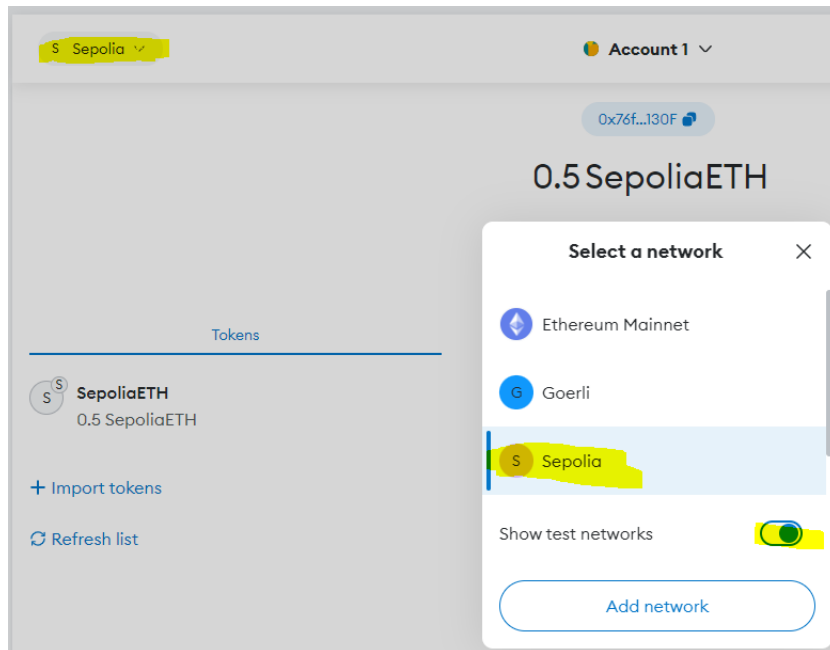 S Sepolia
Account 1
0x76f...130F
0.5 SepoliaETH
Tokens
S
S
SepoliaETH
0.5 SepoliaETH
+ Import tokens
Refresh list
Select a network
Ethereum Mainnet
G Goerli
S Sepolia
Show test networks
Add network